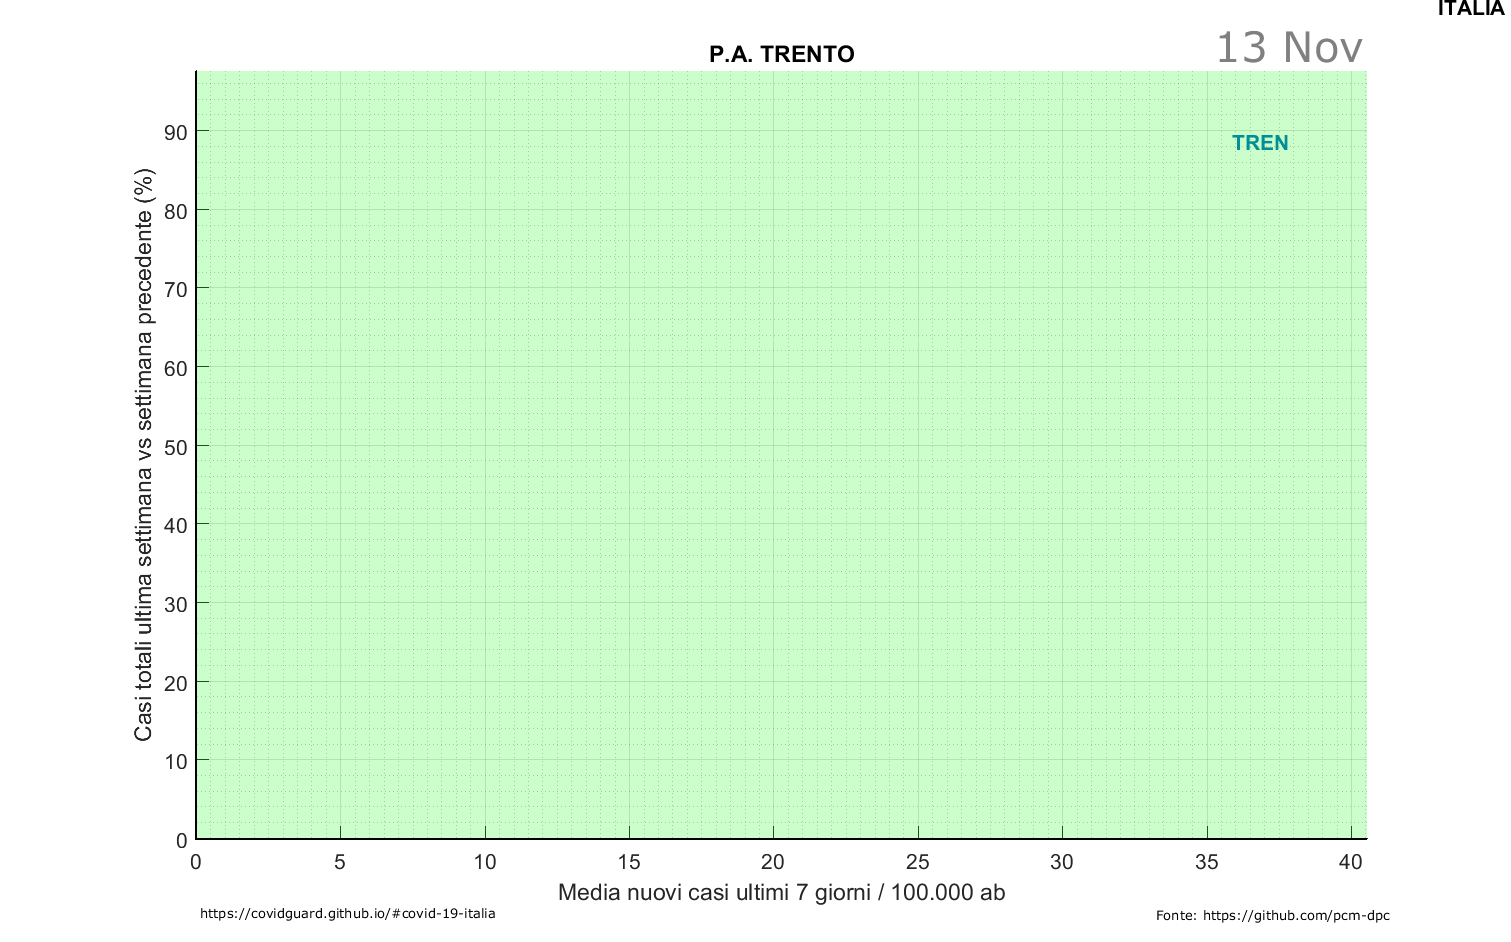 ITALIA
13 Nov
P.A. TRENTO
TREN
Casi totali ultima settimana vs settimana precedente (%)
90
80
70
60
50
40
30
20
10
0
0 5 10 15 20 25 30 35 40
Media nuovi casi ultimi 7 giorni / 100.000 ab
https://covidguard.github.io/#covid-19-italia
Fonte: https://github.com/pcm-dpc